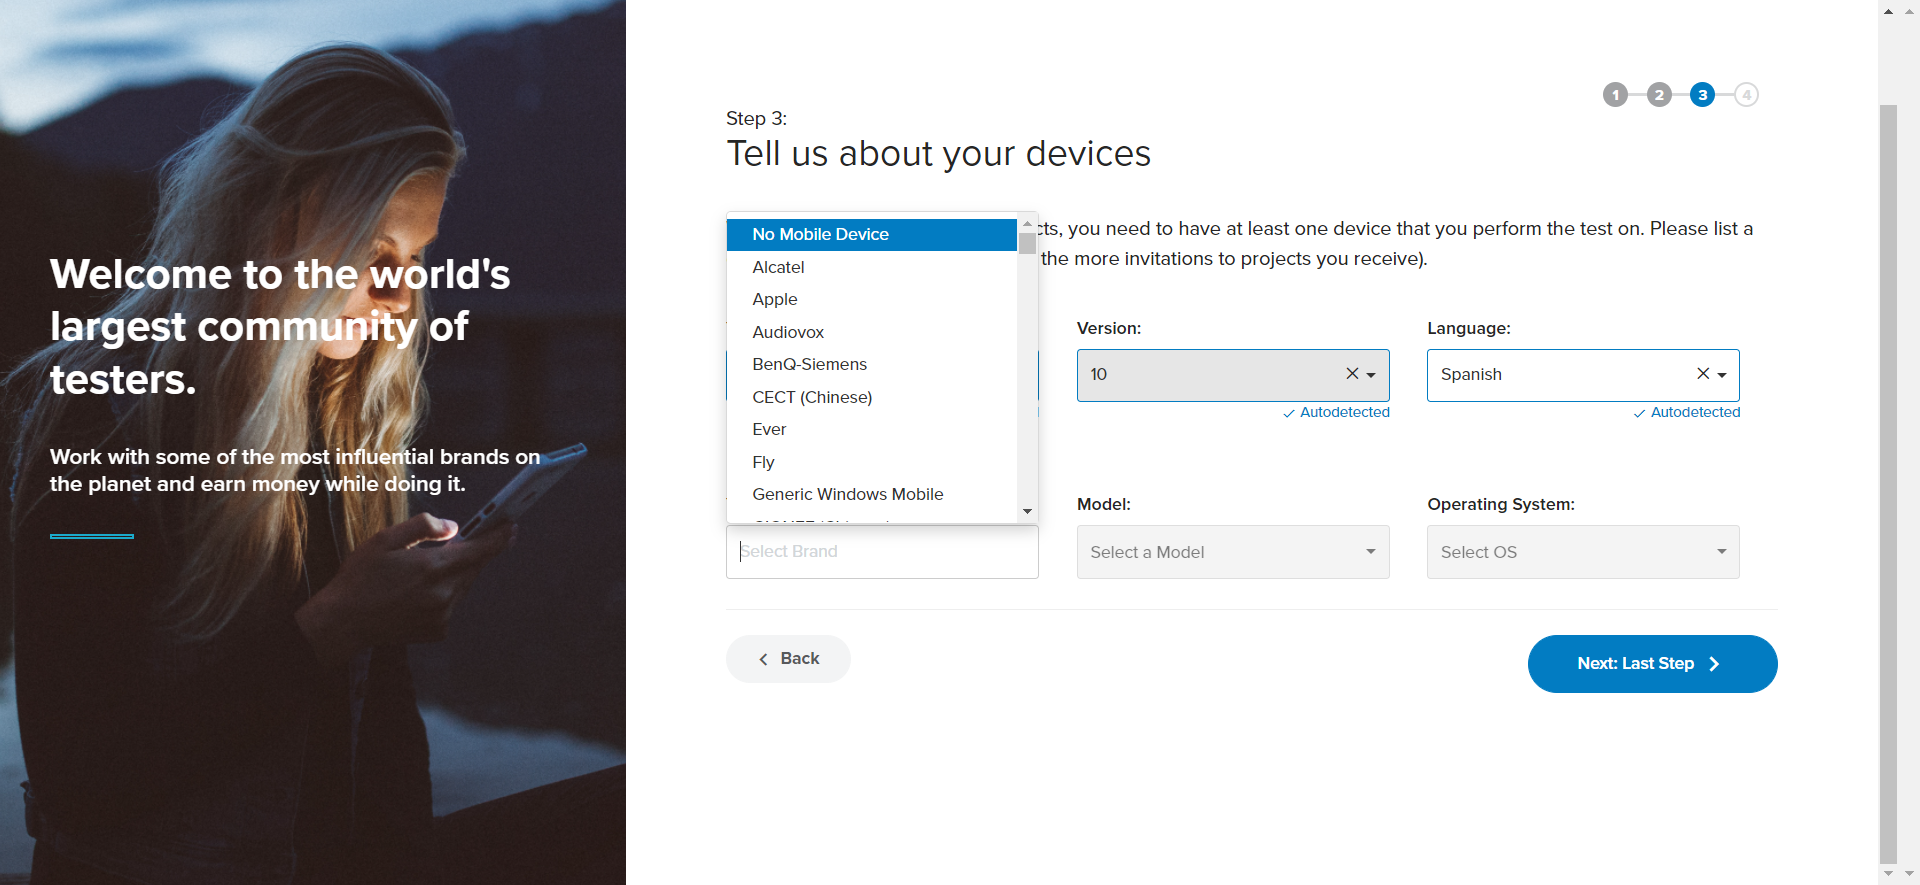 Welcome to the world's
largest community of
testers.
Work with some of the most influential brands on
the planet and earn money while doing it.
1 2 3 4
Step 3:
Tell us about your devices
cts, you need to have at least one device that you perform the test on. Please list a
the more invitations to projects you receive).
No Mobile Device
Alcatel
Apple
Audiovox
BenQ-Siemens
CECT (Chinese)
Ever
Fly
Generic Windows Mobile
Version:
10
Autodetected
Language:
Spanish
Autodetected
Select Brand
Model:
Select a Model
Operating System:
Select OS
Back
Next: Last Step